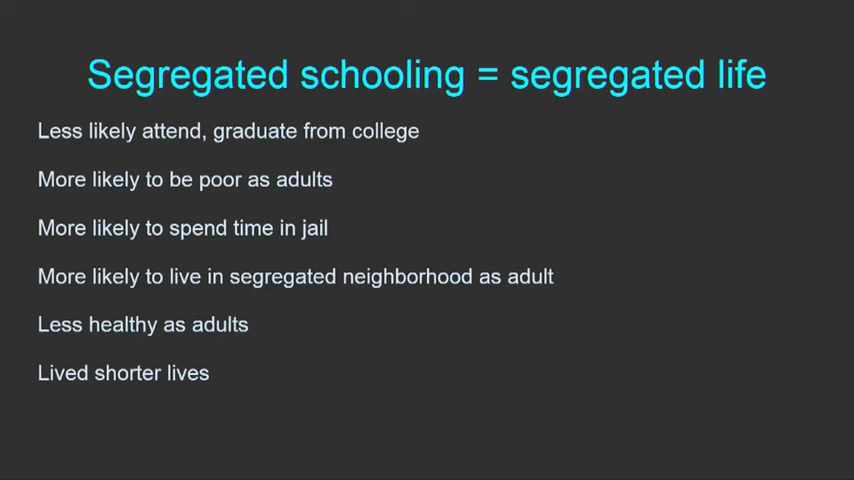 Segregated schooling = segregated life
Less likely attend, graduate from college
More likely to be poor as adults
More likely to spend time in jail
More likely to live in segregated neighborhood as adult
Less healthy as adults
Lived shorter lives